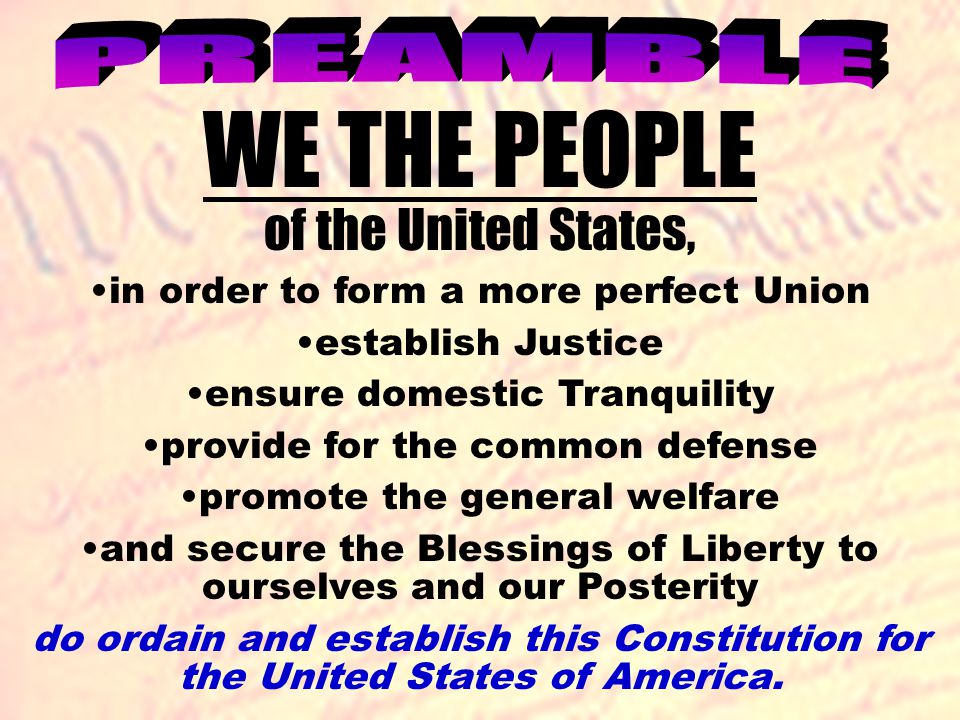 PREAMBLE
WE THE PEOPLE
of the United States,
•in order to form a more perfect Union
•establish Justice
•ensure domestic Tranquility
•provide for the common defense
•promote the general welfare
•and secure the Blessings of Liberty to
ourselves and our Posterity
do ordain and establish this Constitution for
the United States of America.